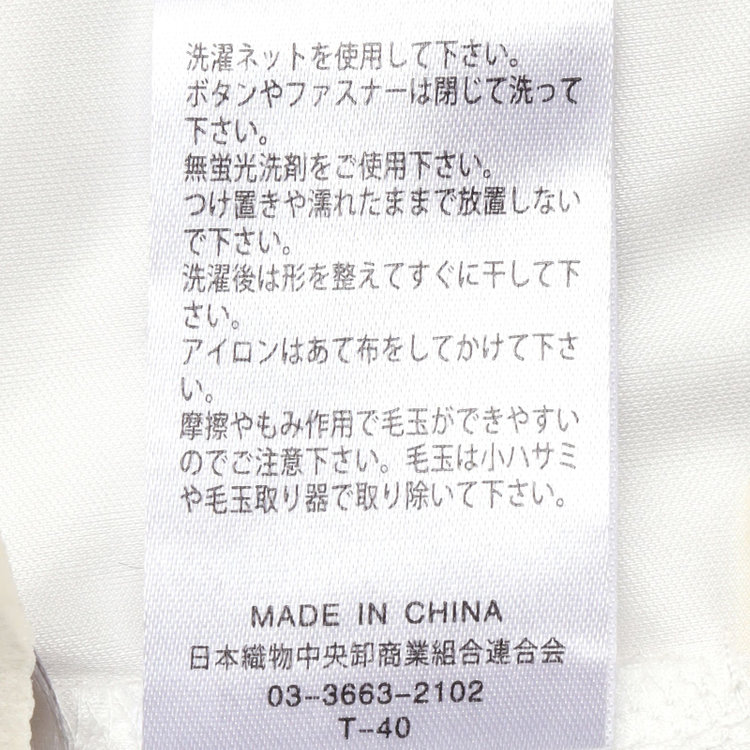 洗濯ネットを使用して下さい。
ボタンやファスナーは閉じて洗って
下さい。
無蛍光洗剤をご使用下さい。
つけ置きや濡れたままで放置しない
で下さい。
洗濯後は形を整えてすぐに干して下
さい。
アイロンはあて布をしてかけて下さ
い。
摩擦やもみ作用で毛玉ができやすい
のでご注意下さい。毛玉は小ハサミ
や毛玉取り器で取り除いて下さい。
MADE IN CHINA
日本織物中央卸商業組合連合会
03-3663-2102
T-40